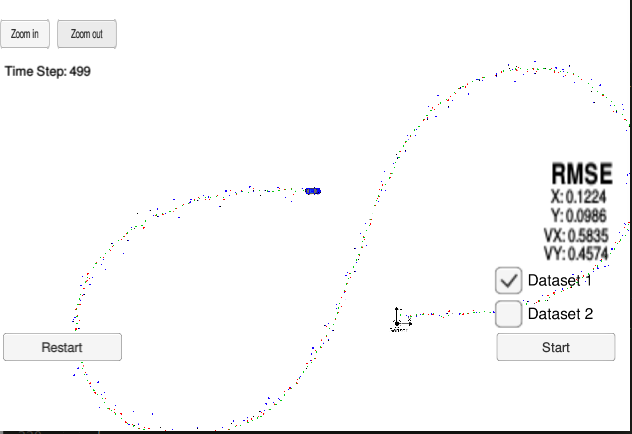 Zoom in
Zoom out
Time Step: 499
RMSE
X: 0.1224
Y: 0.0986
VX: 0.5835
VY: 0.4574
Dataset 1
Dataset 2
Restart
Start